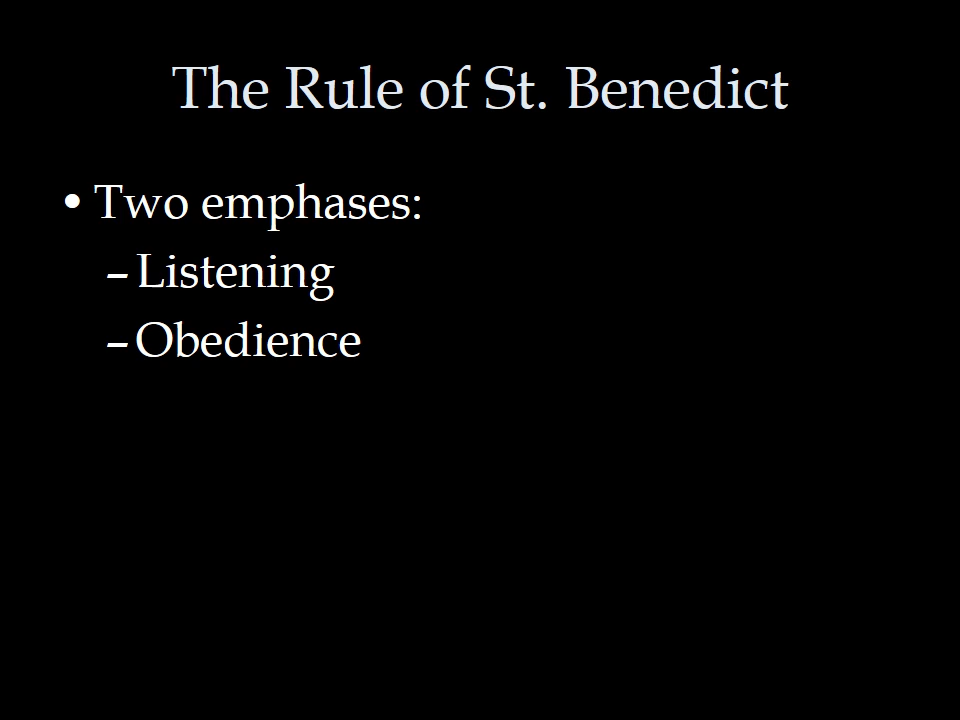 The Rule of St. Benedict
•Two emphases:
–Listening
–Obedience